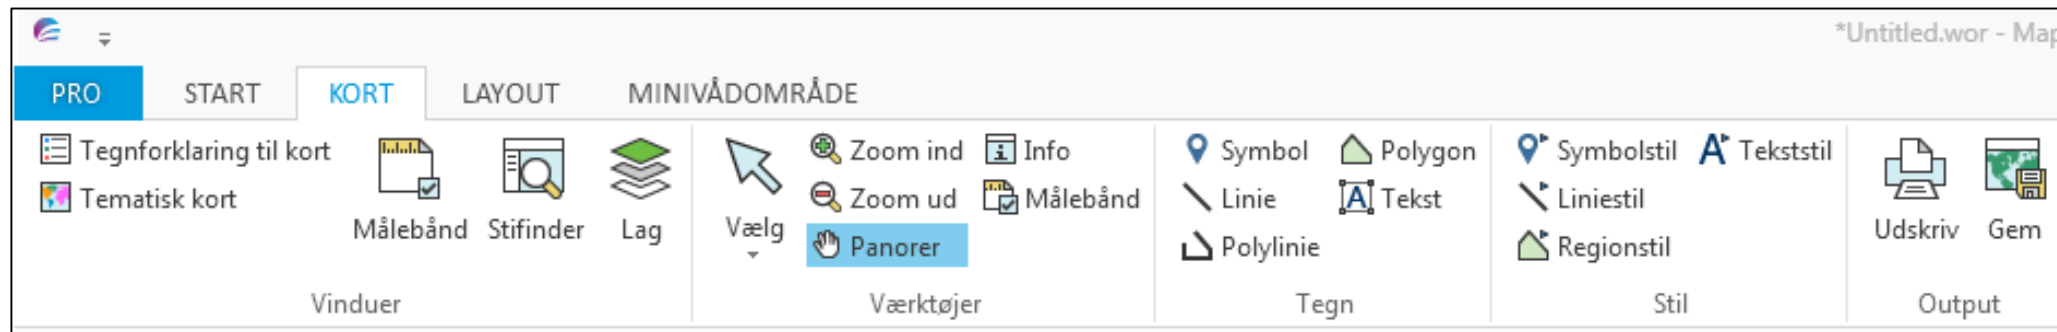 *Untitled.wor - Map
PRO START KORT LAYOUT MINIVÅDOMRÅDE
Tegnforklaring til kort
Tematisk kort
Målebånd
Stifinder
Lag
Vinduer
Vælg
Zoom ind
Zoom ud
Panorer
Info
Målebånd
Værktøjer
Symbol
Linie
Polylinie
Polygon
Tekst
Tegn
Symbolstil
Liniestil
Regionstil
Tekststil
Stil
Udskriv
Gem
Output